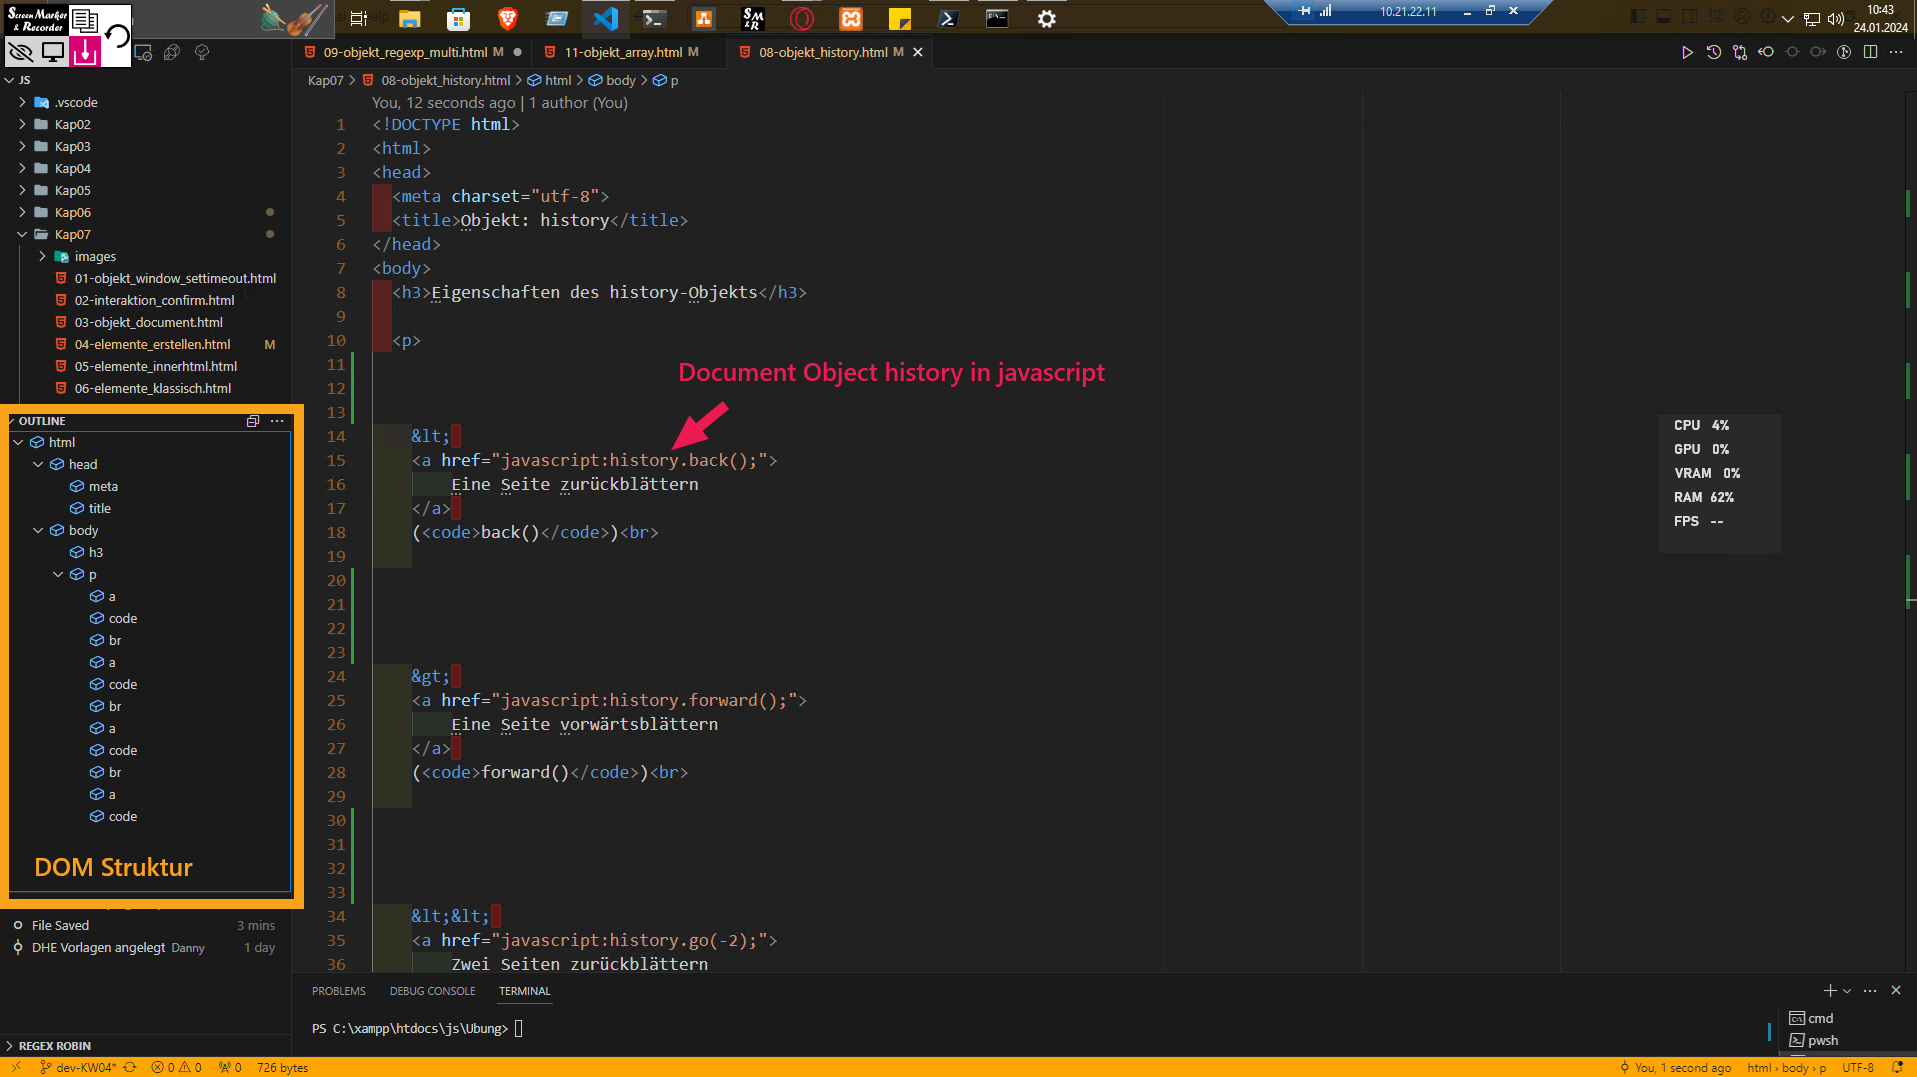 Screen Marker
& Recorder
10.21.22.11
10:43
24.01.2024
09-objekt_regexp_multi.html M
11-objekt_array.html M
08-objekt_history.html M
JS
Kap07 > 08-objekt_history.html > html > body > p
.vscode
Kap02
Kap03
Kap04
Kap05
Kap06
Kap07
images
01-objekt_window_settimeout.html
02-interaktion_confirm.html
03-objekt_document.html
04-elemente_erstellen.html M
05-elemente_innerhtml.html
06-elemente_klassisch.html
OUTLINE
html
head
meta
title
body
h3
p
a
code
br
a
code
br
a
code
br
a
code
DOM Struktur
File Saved 3 mins
DHE Vorlagen angelegt Danny 1 day
REGEX ROBIN
You, 12 seconds ago | 1 author (You)
1 <!DOCTYPE html>
2 <html>
3 <head>
4 <meta charset="utf-8">
5 <title>Objekt: history</title>
6 </head>
7 <body>
8 <h3>Eigenschaften des history-Objekts</h3>
9
10 <p>
11
12
13
14 &lt;
15 <a href="javascript:history.back();">
16 Eine Seite zurückblättern
17 </a>
18 (<code>back()</code>)<br>
19
20
21
22
23
24 &gt;
25 <a href="javascript:history.forward();">
26 Eine Seite vorwärtsblättern
27 </a>
28 (<code>forward()</code>)<br>
29
30
31
32
33
34 &lt;&lt;
35 <a href="javascript:history.go(-2);">
36 Zwei Seiten zurückblättern
Document Object history in javascript
CPU 4%
GPU 0%
VRAM 0%
RAM 62%
FPS --
PROBLEMS DEBUG CONSOLE TERMINAL
PS C:\xampp\htdocs\js\Ubung>
cmd
pwsh
dev-KW04* 0 0 0 726 bytes
You, 1 second ago html > body > p UTF-8